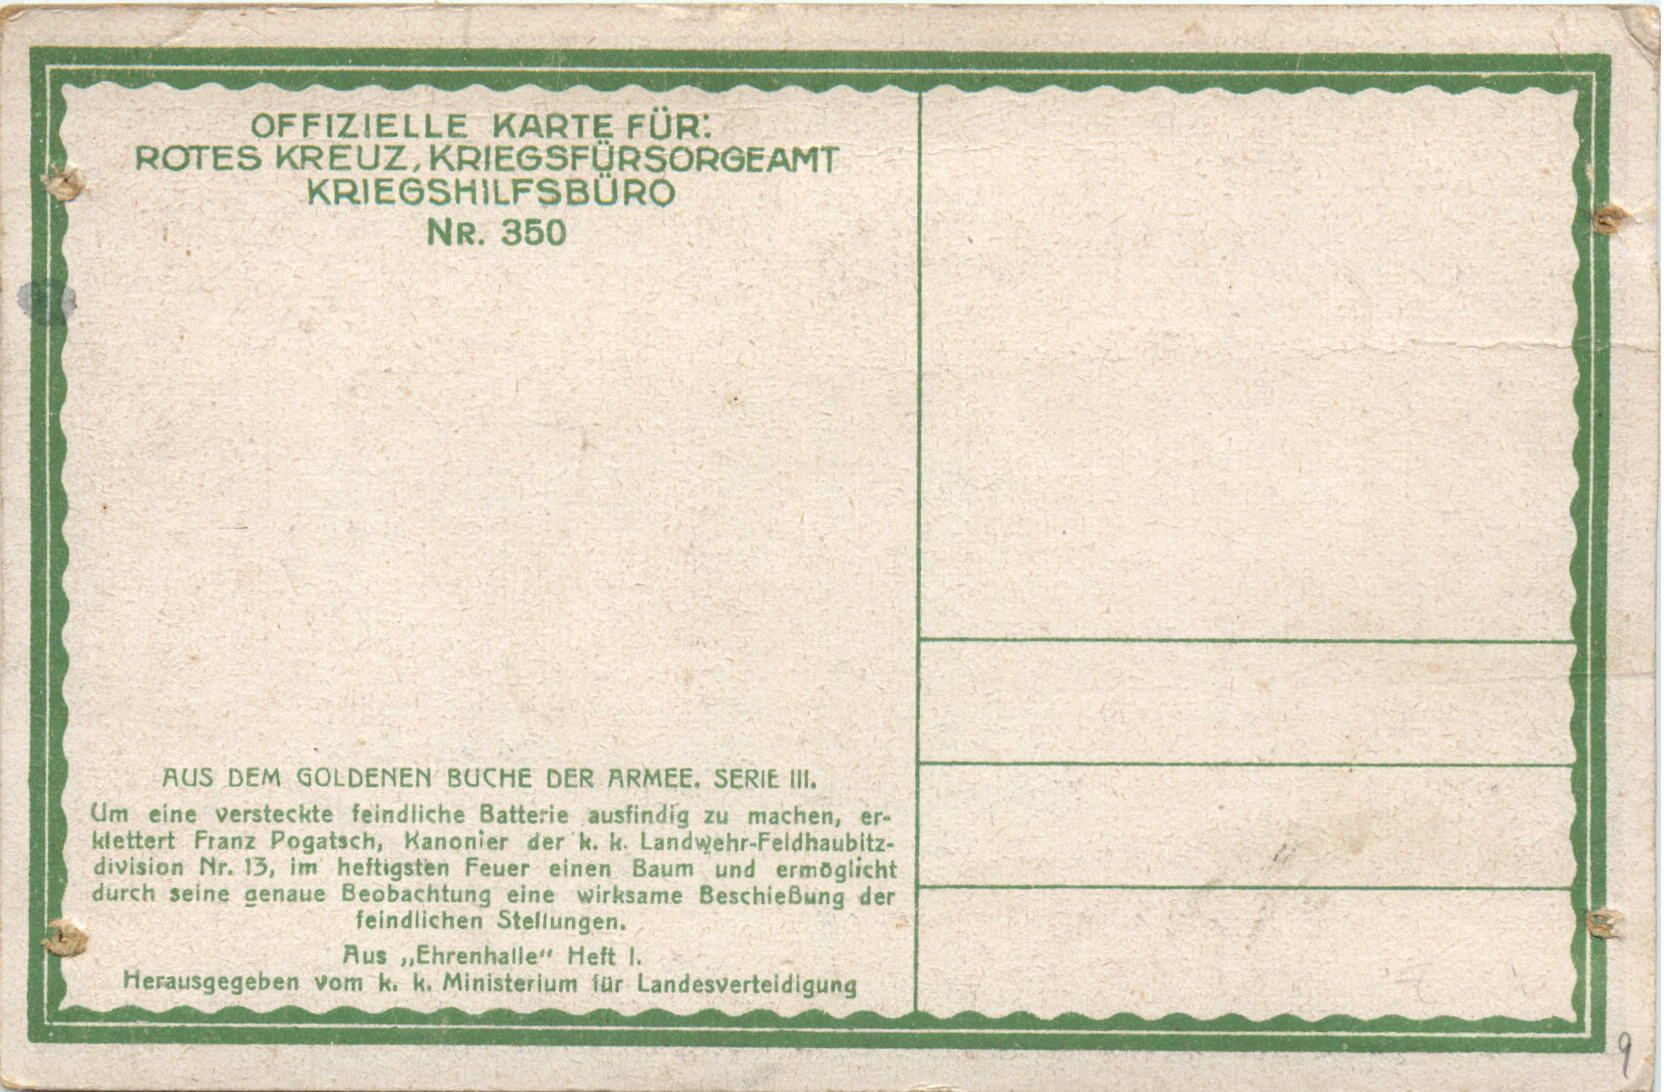 OFFIZIELLE KARTE FÜR:
ROTES KREUZ, KRIEGSFÜRSORGEAMT
KRIEGSHILFSBÜRO
NR. 350
AUS DEM GOLDENEN BUCHE DER ARMEE. SERIE III.
Um eine versteckte feindliche Batterie ausfindig zu machen, er-
klettert Franz Pogatsch, Kanonier der k. k. Landwehr-Feldhaubitz-
division Nr. 13, im heftigsten Feuer einen Baum und ermöglicht
durch seine genaue Beobachtung eine wirksame Beschießung der
feindlichen Stellungen.
Aus „Ehrenhalle" Heft I.
Herausgegeben vom k. k. Ministerium für Landesverteidigung
9